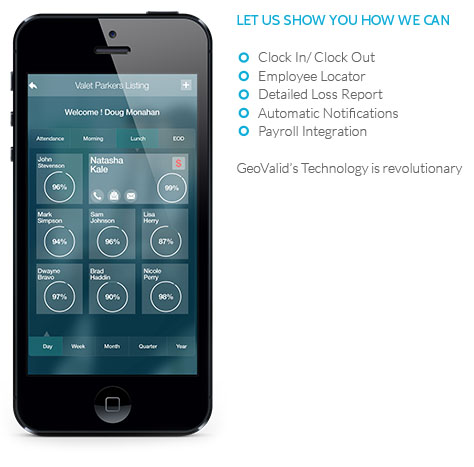 LET US SHOW YOU HOW WE CAN
Clock In/ Clock Out
Employee Locator
Detailed Loss Report
Automatic Notifications
Payroll Integration
GeoValid's Technology is revolutionary
Valet Parkers Listing
Welcome ! Doug Monahan
Attendance Morning Lunch EOD
John
Stevenson
96%
Natasha
Kale
S
99%
Mark
Simpson
94%
Sam
Johnson
96%
Lisa
Herry
87%
Dwayne
Bravo
97%
Brad
Haddin
90%
Nicole
Perry
98%
Day Week Month Quarter Year